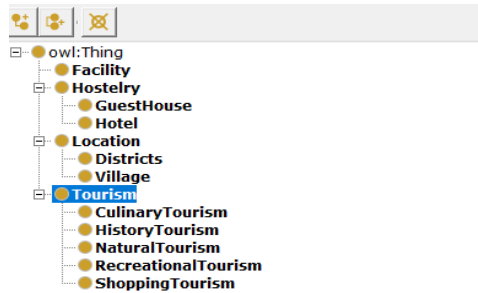 owl:Thing
Facility
Hostelry
GuestHouse
Hotel
Location
Districts
Village
Tourism
CulinaryTourism
HistoryTourism
NaturalTourism
RecreationalTourism
ShoppingTourism